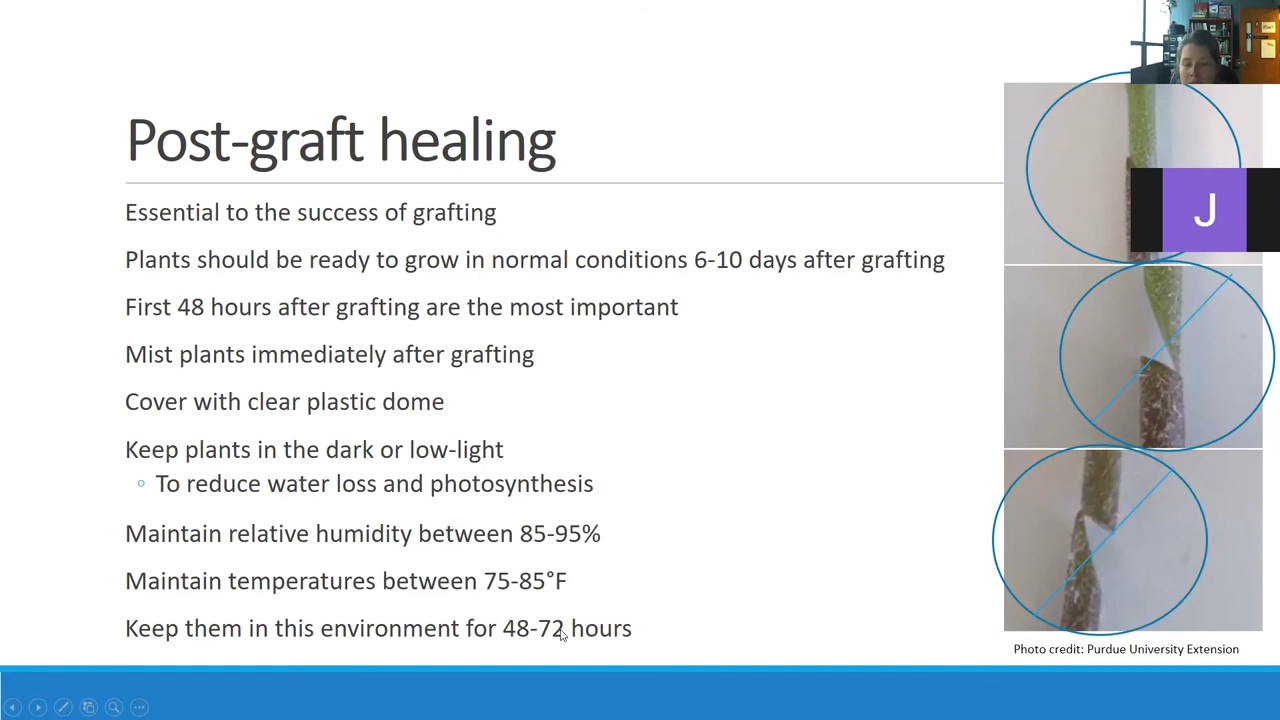 Post-graft healing
Essential to the success of grafting
Plants should be ready to grow in normal conditions 6-10 days after grafting
First 48 hours after grafting are the most important
Mist plants immediately after grafting
Cover with clear plastic dome
Keep plants in the dark or low-light
To reduce water loss and photosynthesis
Maintain relative humidity between 85-95%
Maintain temperatures between 75-85°F
Keep them in this environment for 48-72 hours
J
Photo credit: Purdue University Extension